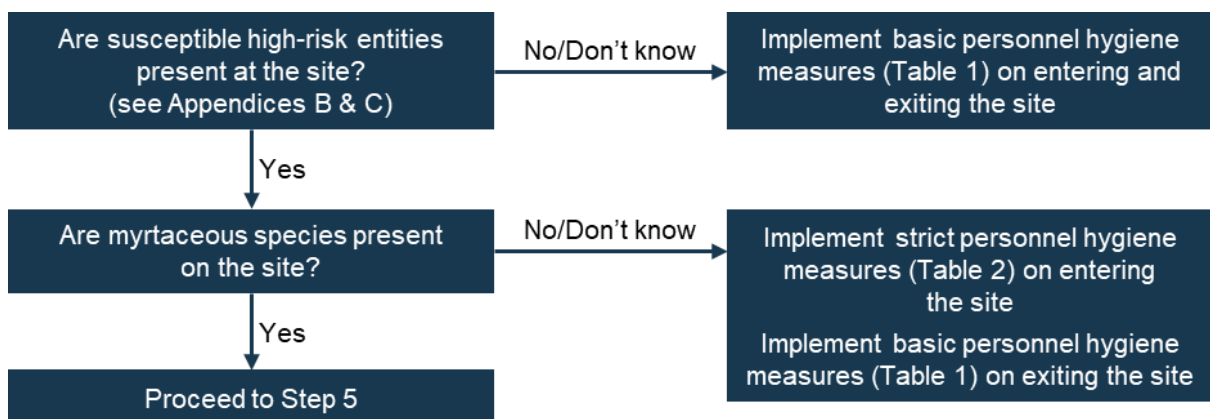 Are susceptible high-risk entities
present at the site?
(see Appendices B & C)
No/Don't know
Implement basic personnel hygiene
measures (Table 1) on entering and
exiting the site
Yes
Are myrtaceous species present
on the site?
No/Don't know
Implement strict personnel hygiene
measures (Table 2) on entering
the site
Implement basic personnel hygiene
measures (Table 1) on exiting the site
Yes
Proceed to Step 5